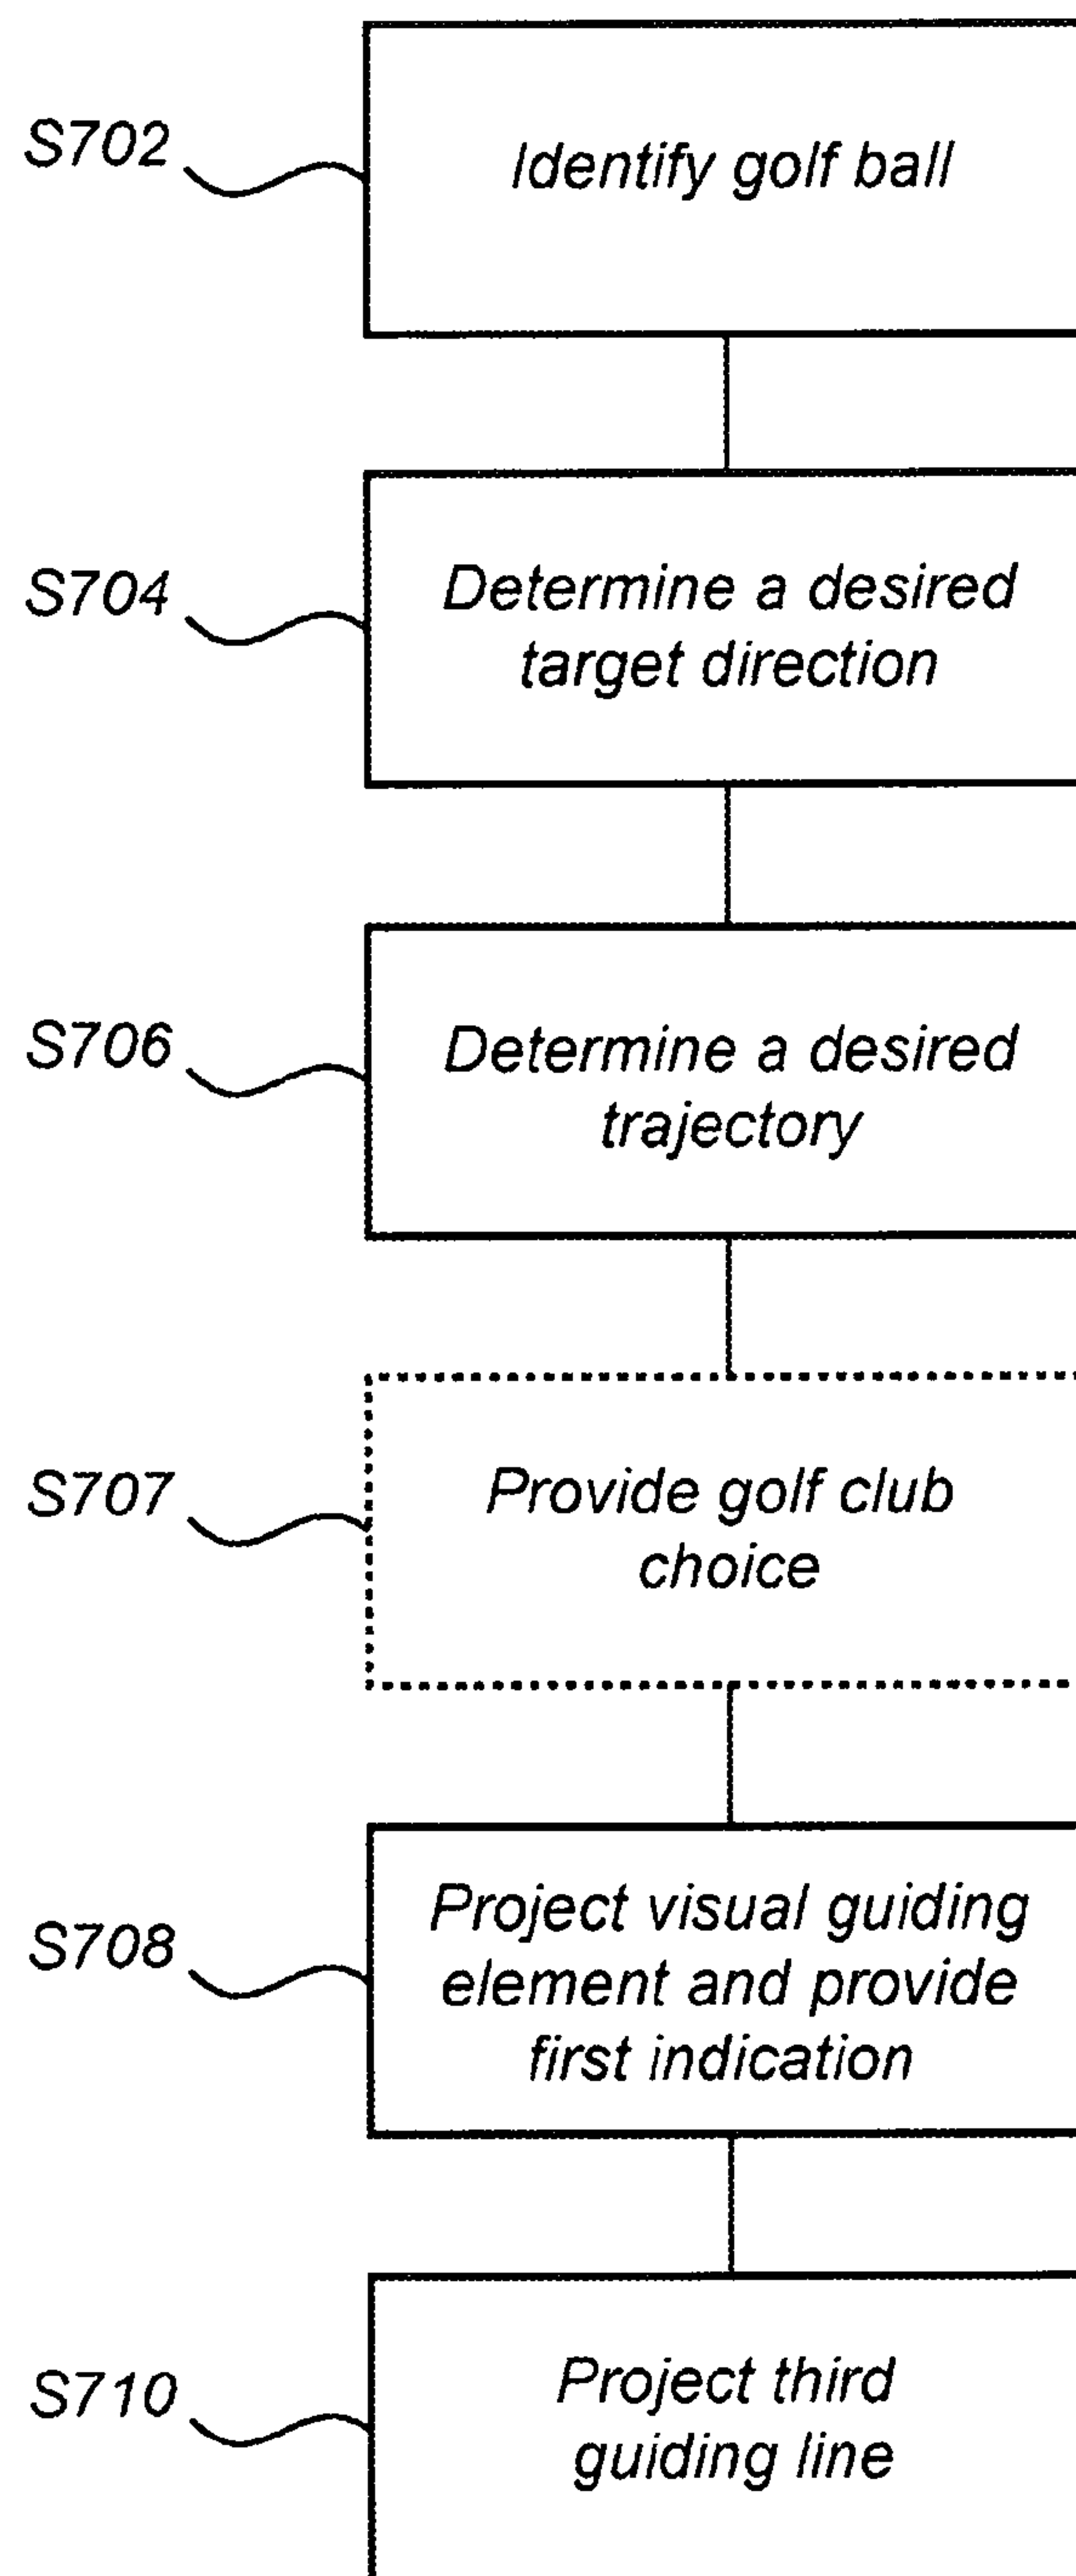 S702
Identify golf ball
S704
Determine a desired
target direction
S706
Determine a desired
trajectory
S707
Provide golf club
choice
S708
Project visual guiding
element and provide
first indication
S710
Project third
guiding line